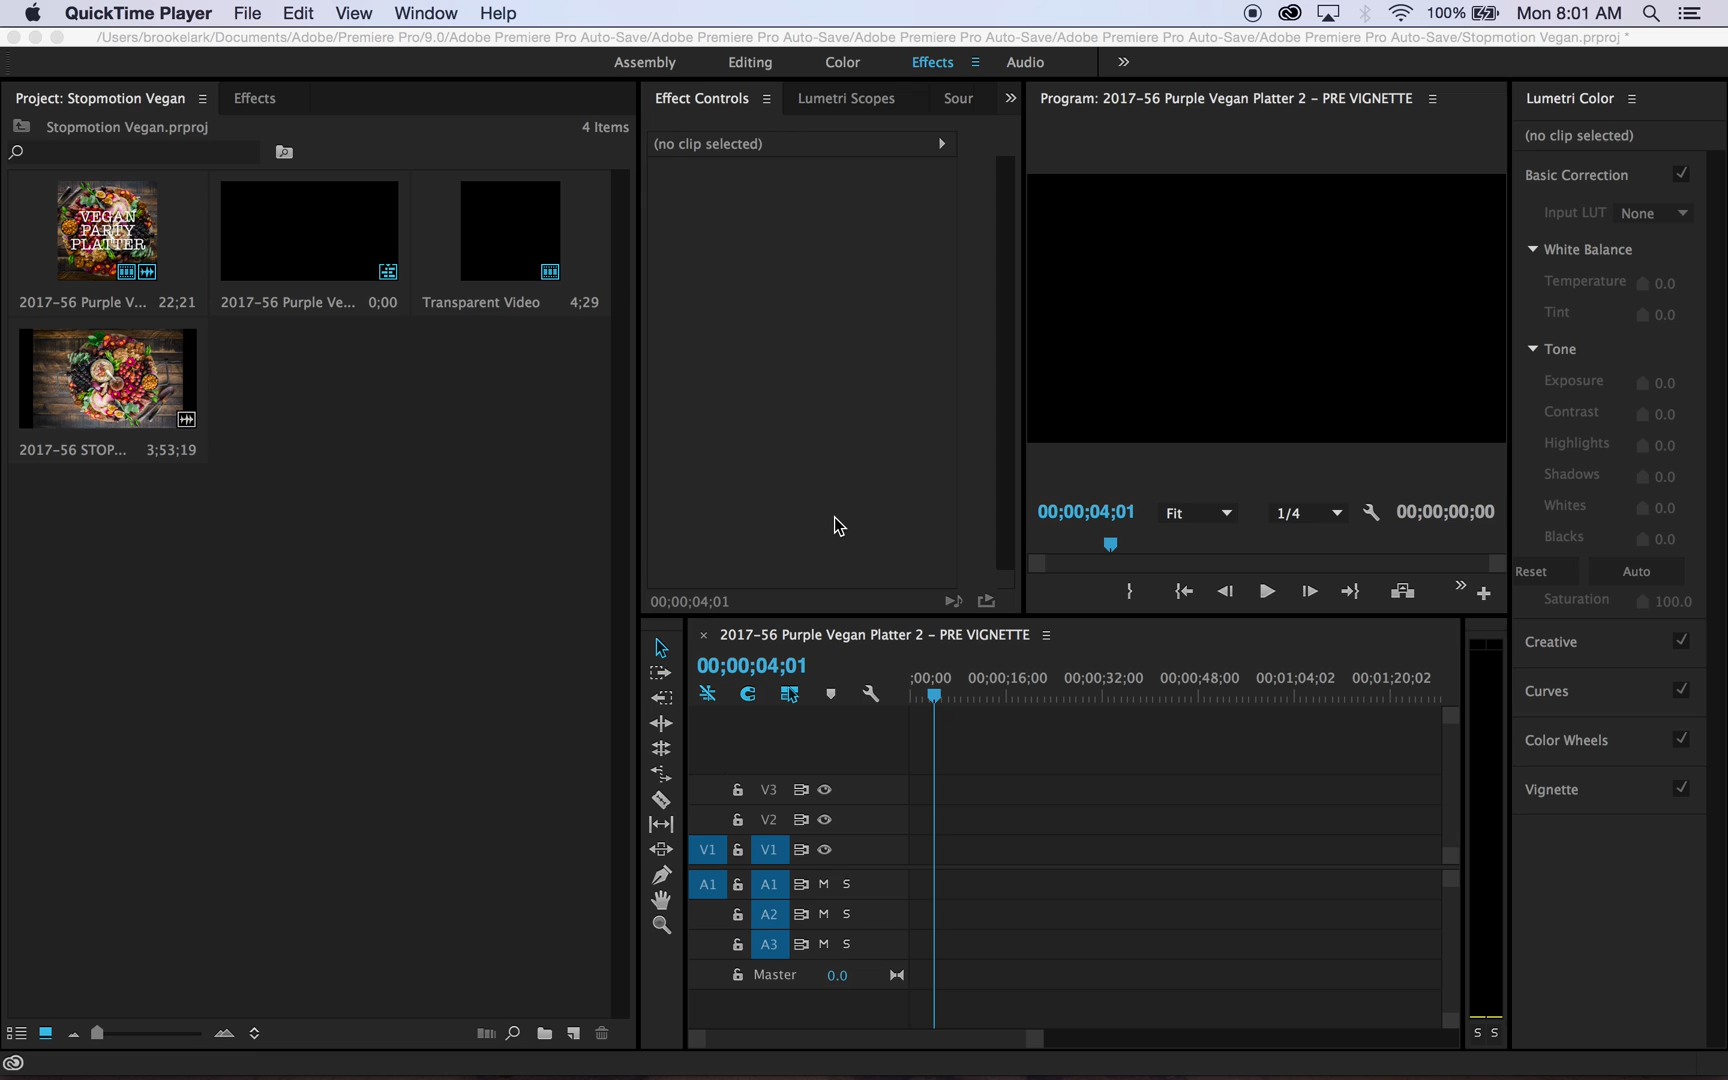 QuickTime Player File Edit View Window Help 100% Mon 8:01 AM
/Users/brookelark/Documents/Adobe/Premiere Pro/9.0/Adobe Premiere Pro Auto-Save/Adobe Premiere Pro Auto-Save/Adobe Premiere Pro Auto-Save/Adobe Premiere Pro Auto-Save/Adobe Premiere Pro Auto-Save/Stopmotion Vegan.prproj *
Assembly Editing Color Effects Audio
Project: Stopmotion Vegan Effects
Stopmotion Vegan.prproj 4 Items
VEGAN
PARTY
PLATTER
2017-56 Purple V... 22;21 2017-56 Purple Ve... 0;00 Transparent Video 4;29
2017-56 STOP... 3;53;19
Effect Controls Lumetri Scopes Sour
(no clip selected)
00;00;04;01
Program: 2017-56 Purple Vegan Platter 2 - PRE VIGNETTE
00;00;04;01 Fit 1/4 00;00;00;00
Lumetri Color
(no clip selected)
Basic Correction
Input LUT None
White Balance
Temperature 0.0
Tint 0.0
Tone
Exposure 0.0
Contrast 0.0
Highlights 0.0
Shadows 0.0
Whites 0.0
Blacks 0.0
Reset Auto
Saturation 100.0
Creative
Curves
Color Wheels
Vignette
× 2017-56 Purple Vegan Platter 2 - PRE VIGNETTE
00;00;04;01
;00;00 00;00;16;00 00;00;32;00 00;00;48;00 00;01;04;02 00;01;20;02
V3
V2
V1 V1
A1 A1 M S
A2 M S
A3 M S
Master 0.0
S S